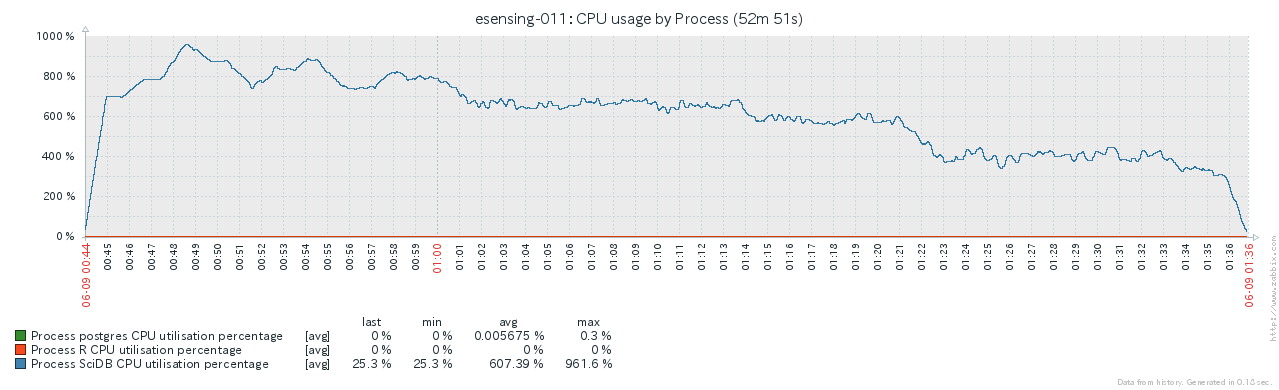 esensing-011: CPU usage by Process (52m 51s)
1000 %
800 %
600 %
400 %
200 %
0 %
06-09 00:44 00:45 00:46 00:47 00:48 00:49 00:50 00:51 00:52 00:53 00:54 00:55 00:56 00:57 00:58 00:59 01:00 01:01 01:02 01:03 01:04 01:05 01:06 01:07 01:08 01:09 01:10 01:11 01:12 01:13 01:14 01:15 01:16 01:17 01:18 01:19 01:20 01:21 01:22 01:23 01:24 01:25 01:26 01:27 01:28 01:29 01:30 01:31 01:32 01:33 01:34 01:35 01:36 06-09 01:36
last min avg max
Process postgres CPU utilisation percentage [avg] 0 % 0 % 0.005675 % 0.3 %
Process R CPU utilisation percentage [avg] 0 % 0 % 0 % 0 %
Process SciDB CPU utilisation percentage [avg] 25.3 % 25.3 % 607.39 % 961.6 %
http://www.zabbix.com
Data from history. Generated in 0.18 sec.